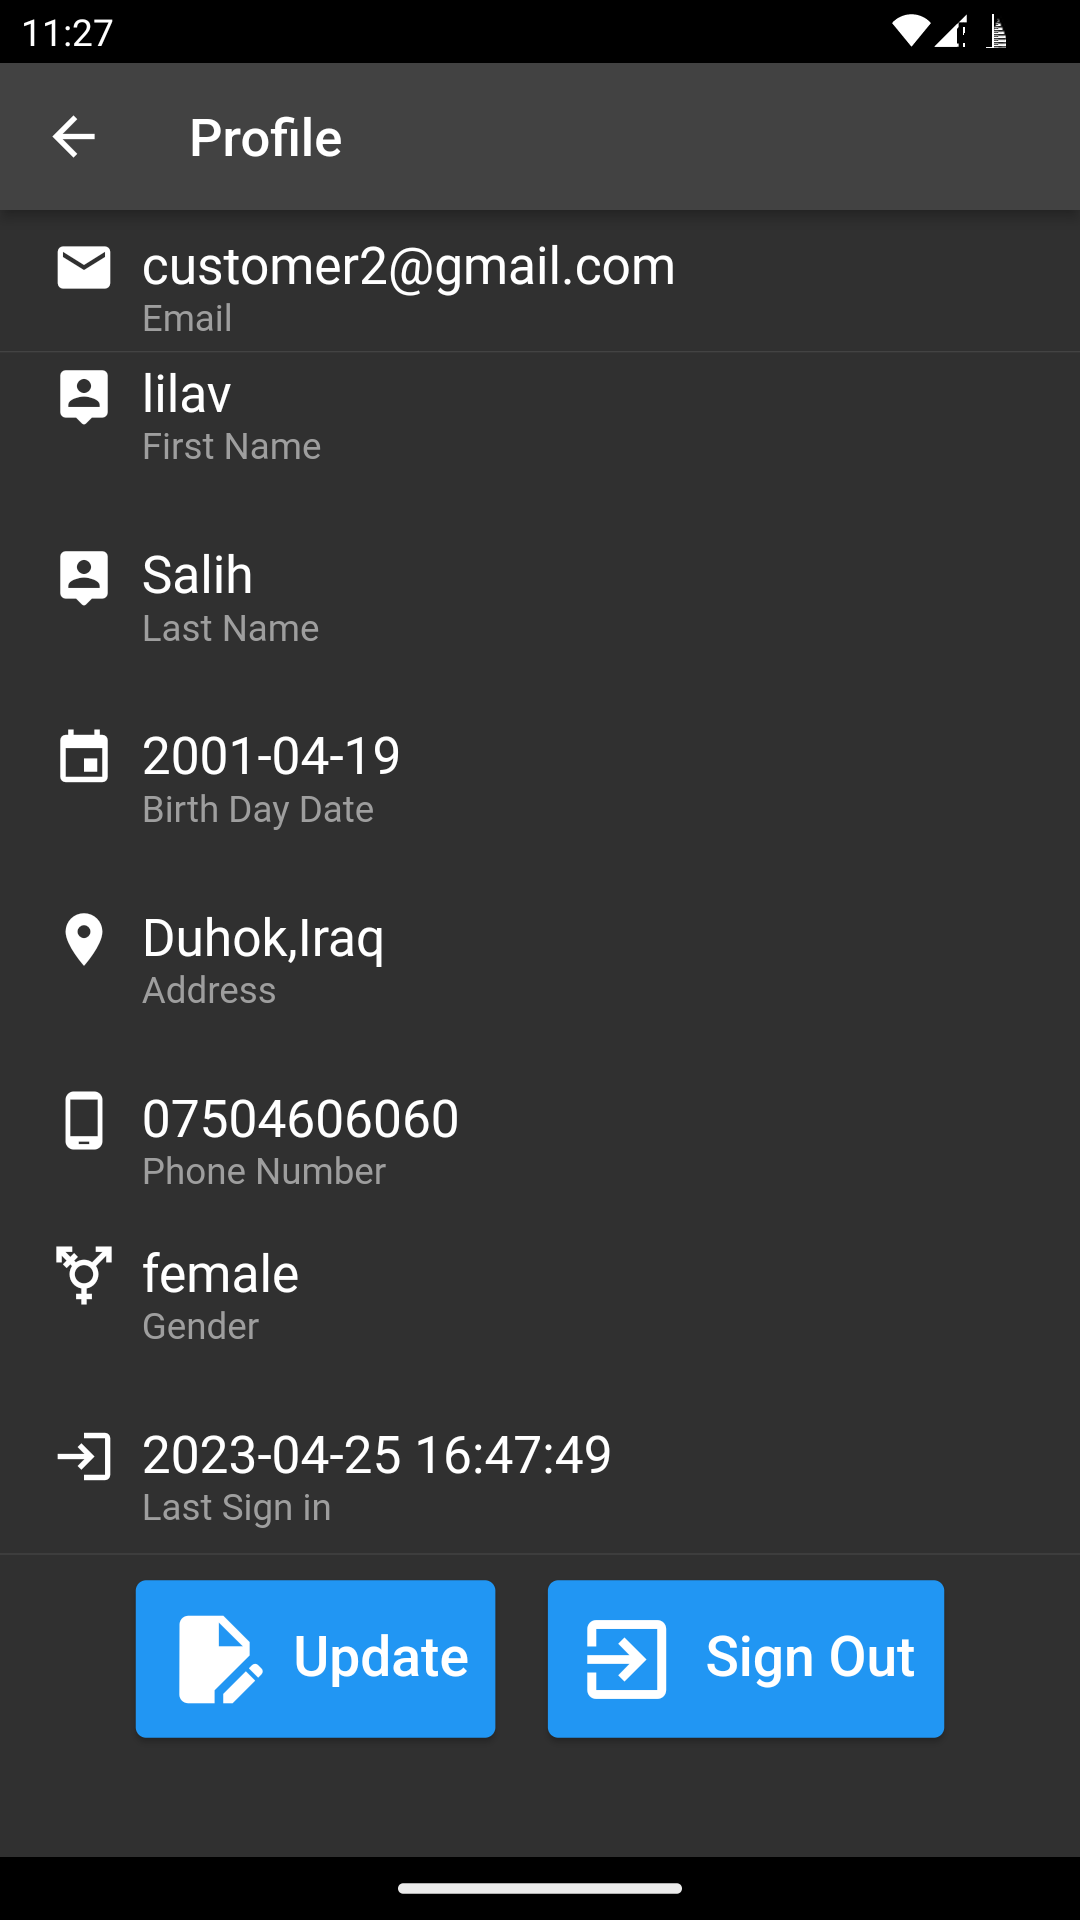 11:27
Profile
customer2@gmail.com
Email
lilav
First Name
Salih
Last Name
2001-04-19
Birth Day Date
Duhok,Iraq
Address
07504606060
Phone Number
female
Gender
2023-04-25 16:47:49
Last Sign in
Update
Sign Out